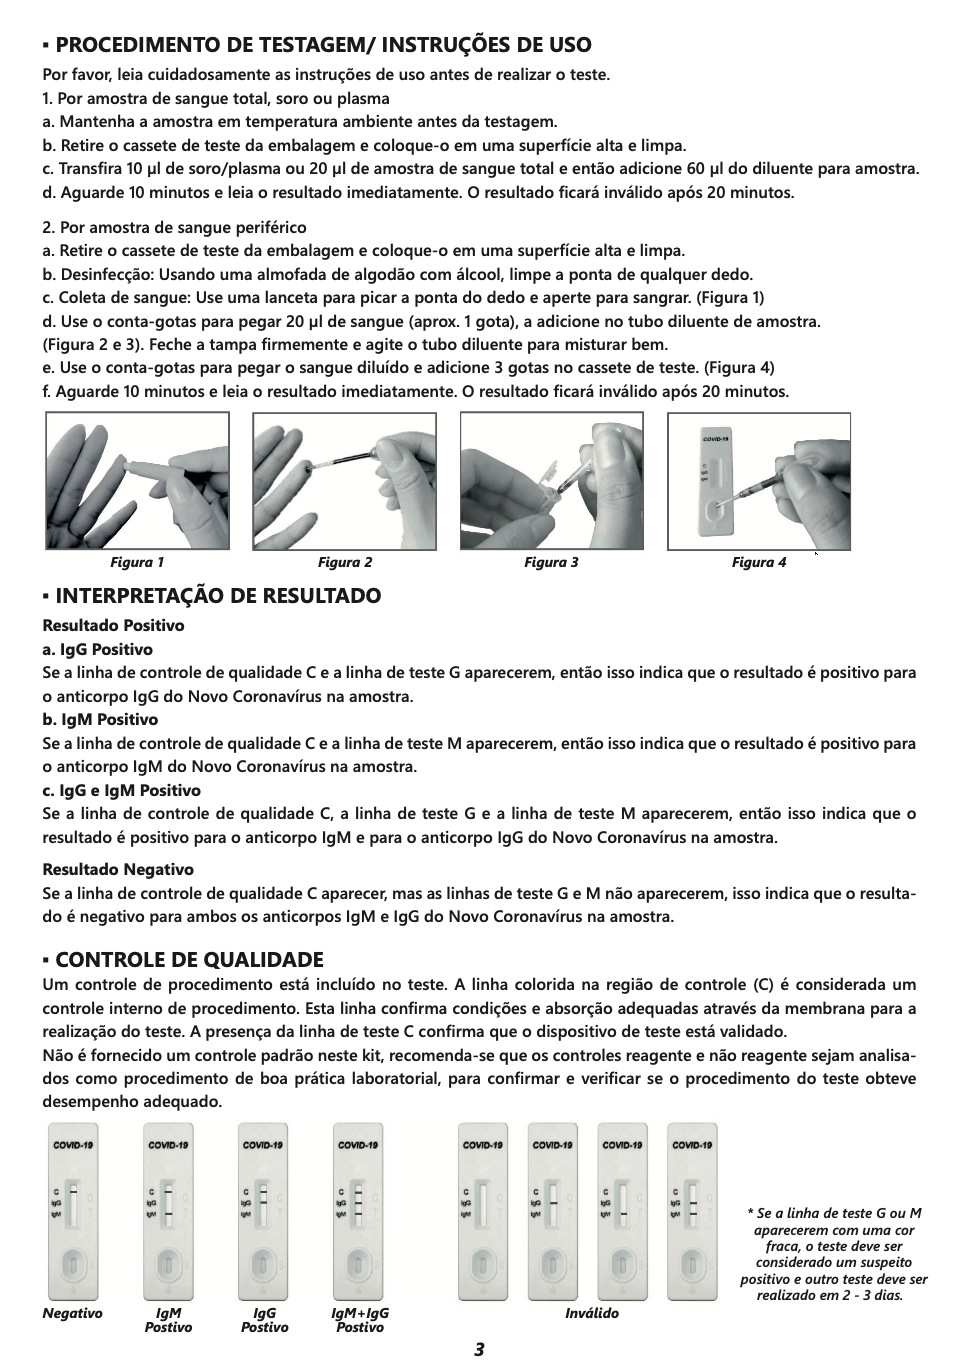 ▪ PROCEDIMENTO DE TESTAGEM/ INSTRUÇÕES DE USO
Por favor, leia cuidadosamente as instruções de uso antes de realizar o teste.
1. Por amostra de sangue total, soro ou plasma
a. Mantenha a amostra em temperatura ambiente antes da testagem.
b. Retire o cassete de teste da embalagem e coloque-o em uma superfície alta e limpa.
c. Transfira 10 µl de soro/plasma ou 20 µl de amostra de sangue total e então adicione 60 µl do diluente para amostra.
d. Aguarde 10 minutos e leia o resultado imediatamente. O resultado ficará inválido após 20 minutos.
2. Por amostra de sangue periférico
a. Retire o cassete de teste da embalagem e coloque-o em uma superfície alta e limpa.
b. Desinfecção: Usando uma almofada de algodão com álcool, limpe a ponta de qualquer dedo.
c. Coleta de sangue: Use uma lanceta para picar a ponta do dedo e aperte para sangrar. (Figura 1)
d. Use o conta-gotas para pegar 20 µl de sangue (aprox. 1 gota), a adicione no tubo diluente de amostra.
(Figura 2 e 3). Feche a tampa firmemente e agite o tubo diluente para misturar bem.
e. Use o conta-gotas para pegar o sangue diluído e adicione 3 gotas no cassete de teste. (Figura 4)
f. Aguarde 10 minutos e leia o resultado imediatamente. O resultado ficará inválido após 20 minutos.
COVID-19
C
IgG
IgM
Figura 1 Figura 2 Figura 3 Figura 4
▪ INTERPRETAÇÃO DE RESULTADO
Resultado Positivo
a. IgG Positivo
Se a linha de controle de qualidade C e a linha de teste G aparecerem, então isso indica que o resultado é positivo para
o anticorpo IgG do Novo Coronavírus na amostra.
b. IgM Positivo
Se a linha de controle de qualidade C e a linha de teste M aparecerem, então isso indica que o resultado é positivo para
o anticorpo IgM do Novo Coronavírus na amostra.
c. IgG e IgM Positivo
Se a linha de controle de qualidade C, a linha de teste G e a linha de teste M aparecerem, então isso indica que o
resultado é positivo para o anticorpo IgM e para o anticorpo IgG do Novo Coronavírus na amostra.
Resultado Negativo
Se a linha de controle de qualidade C aparecer, mas as linhas de teste G e M não aparecerem, isso indica que o resulta-
do é negativo para ambos os anticorpos IgM e IgG do Novo Coronavírus na amostra.
▪ CONTROLE DE QUALIDADE
Um controle de procedimento está incluído no teste. A linha colorida na região de controle (C) é considerada um
controle interno de procedimento. Esta linha confirma condições e absorção adequadas através da membrana para a
realização do teste. A presença da linha de teste C confirma que o dispositivo de teste está validado.
Não é fornecido um controle padrão neste kit, recomenda-se que os controles reagente e não reagente sejam analisa-
dos como procedimento de boa prática laboratorial, para confirmar e verificar se o procedimento do teste obteve
desempenho adequado.
COVID-19 COVID-19 COVID-19 COVID-19 COVID-19 COVID-19 COVID-19 COVID-19
C C C C C C C C
IgG IgG IgG IgG IgG IgG IgG IgG
IgM IgM IgM IgM IgM IgM IgM IgM
* Se a linha de teste G ou M
aparecerem com uma cor
fraca, o teste deve ser
considerado um suspeito
positivo e outro teste deve ser
realizado em 2 - 3 dias.
Negativo IgM IgG IgM+IgG Inválido
Postivo Postivo Postivo
3